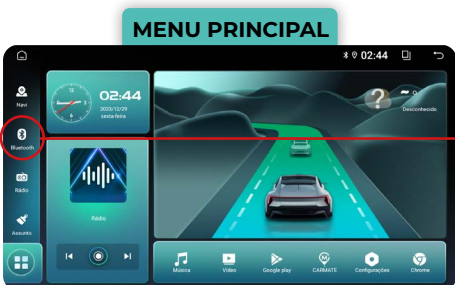 MENU PRINCIPAL
02:44
Navi
02:44
2023/12/29
sexta-feira
Desconhecido
Bluetooth
Rádio
Rádio
Assunto
Música
Vídeo
Google play
CARMATE
Configurações
Chrome